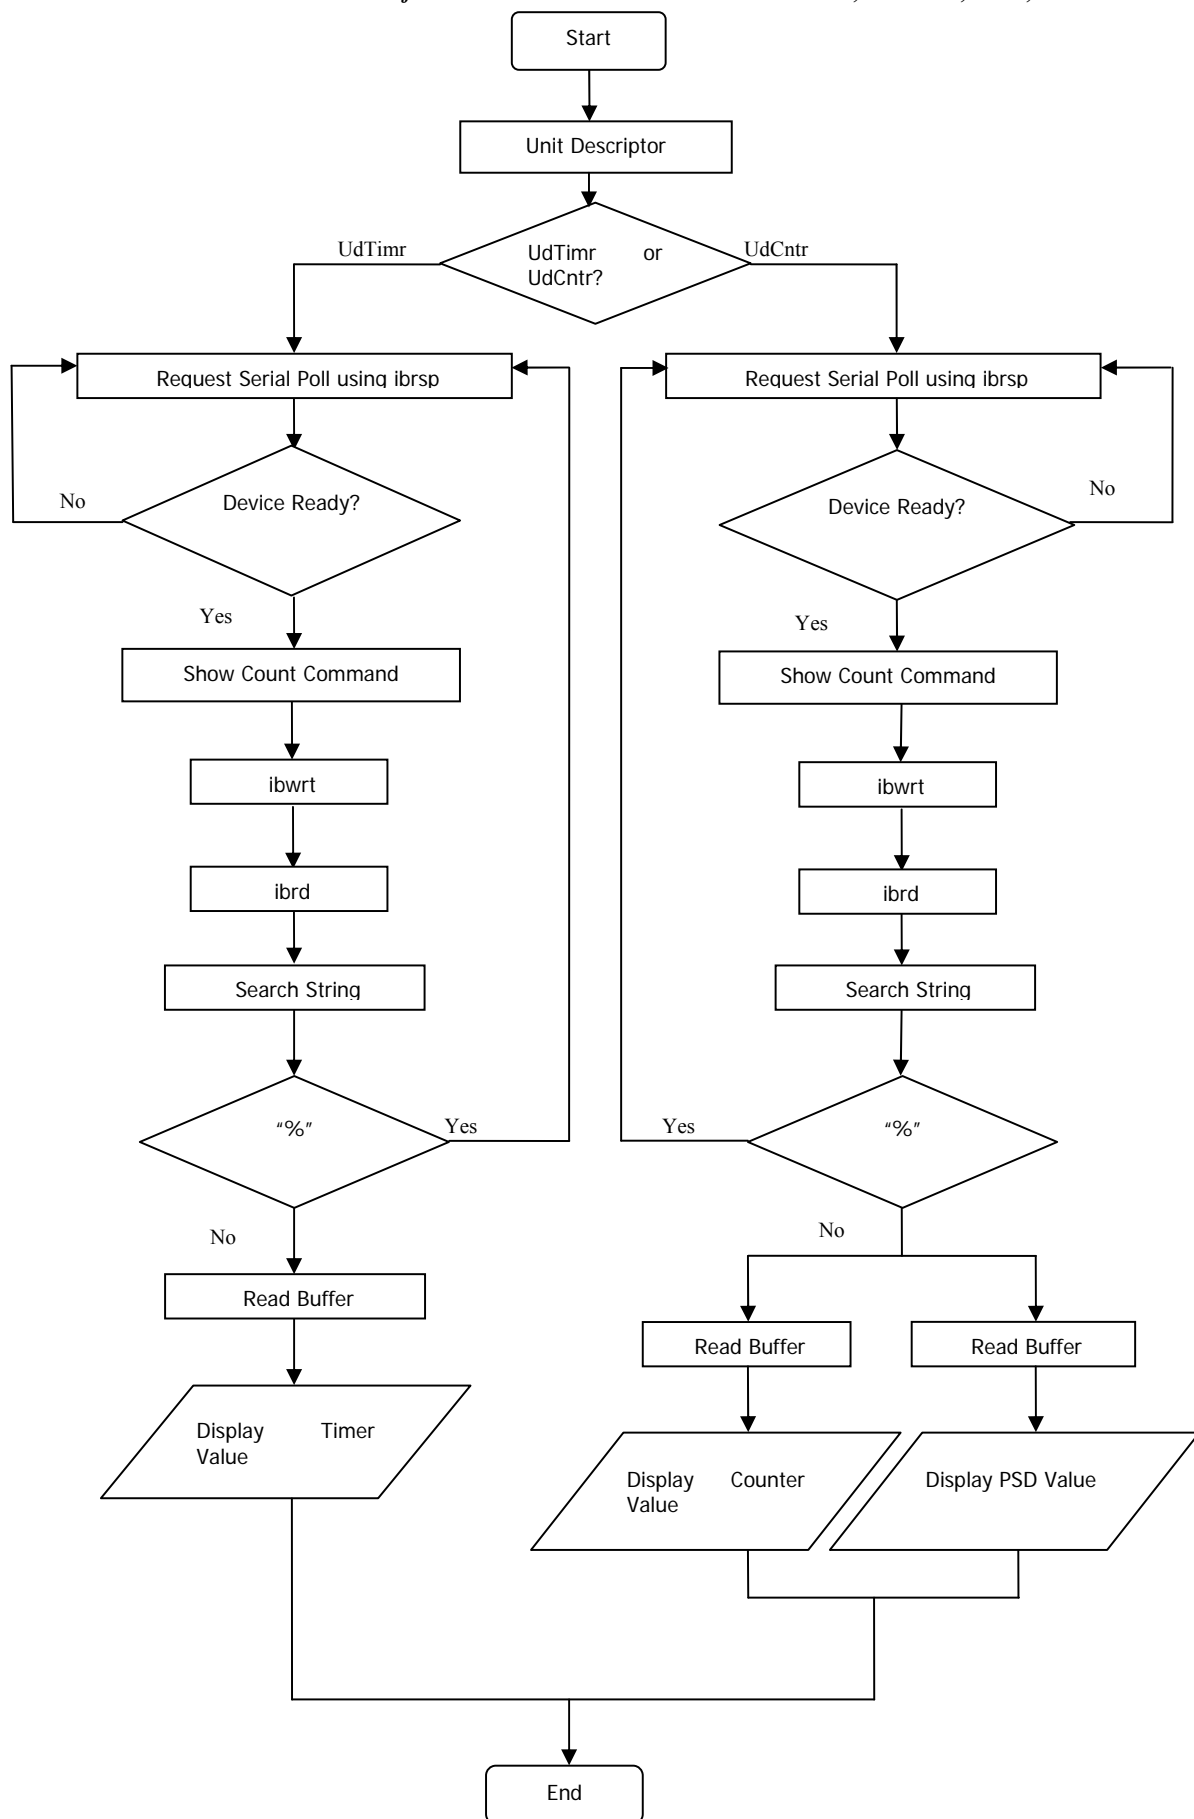 Start
Unit Descriptor
UdTimr
UdTimr or
UdCntr?
UdCntr
Request Serial Poll using ibrsp
Request Serial Poll using ibrsp
No
Device Ready?
Device Ready?
No
Yes
Yes
Show Count Command
Show Count Command
ibwrt
ibwrt
ibrd
ibrd
Search String
Search String
"%"
Yes
Yes
"%"
No
No
Read Buffer
Read Buffer
Read Buffer
Display Timer
Value
Display Counter
Value
Display PSD Value
End